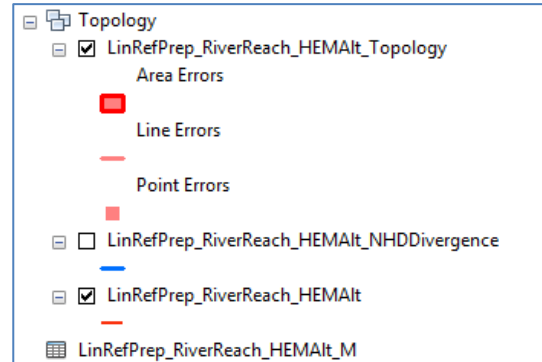 Topology
LinRefPrep_RiverReach_HEMAlt_Topology
Area Errors
Line Errors
Point Errors
LinRefPrep_RiverReach_HEMAlt_NHDDivergence
LinRefPrep_RiverReach_HEMAlt
LinRefPrep_RiverReach_HEMAlt_M